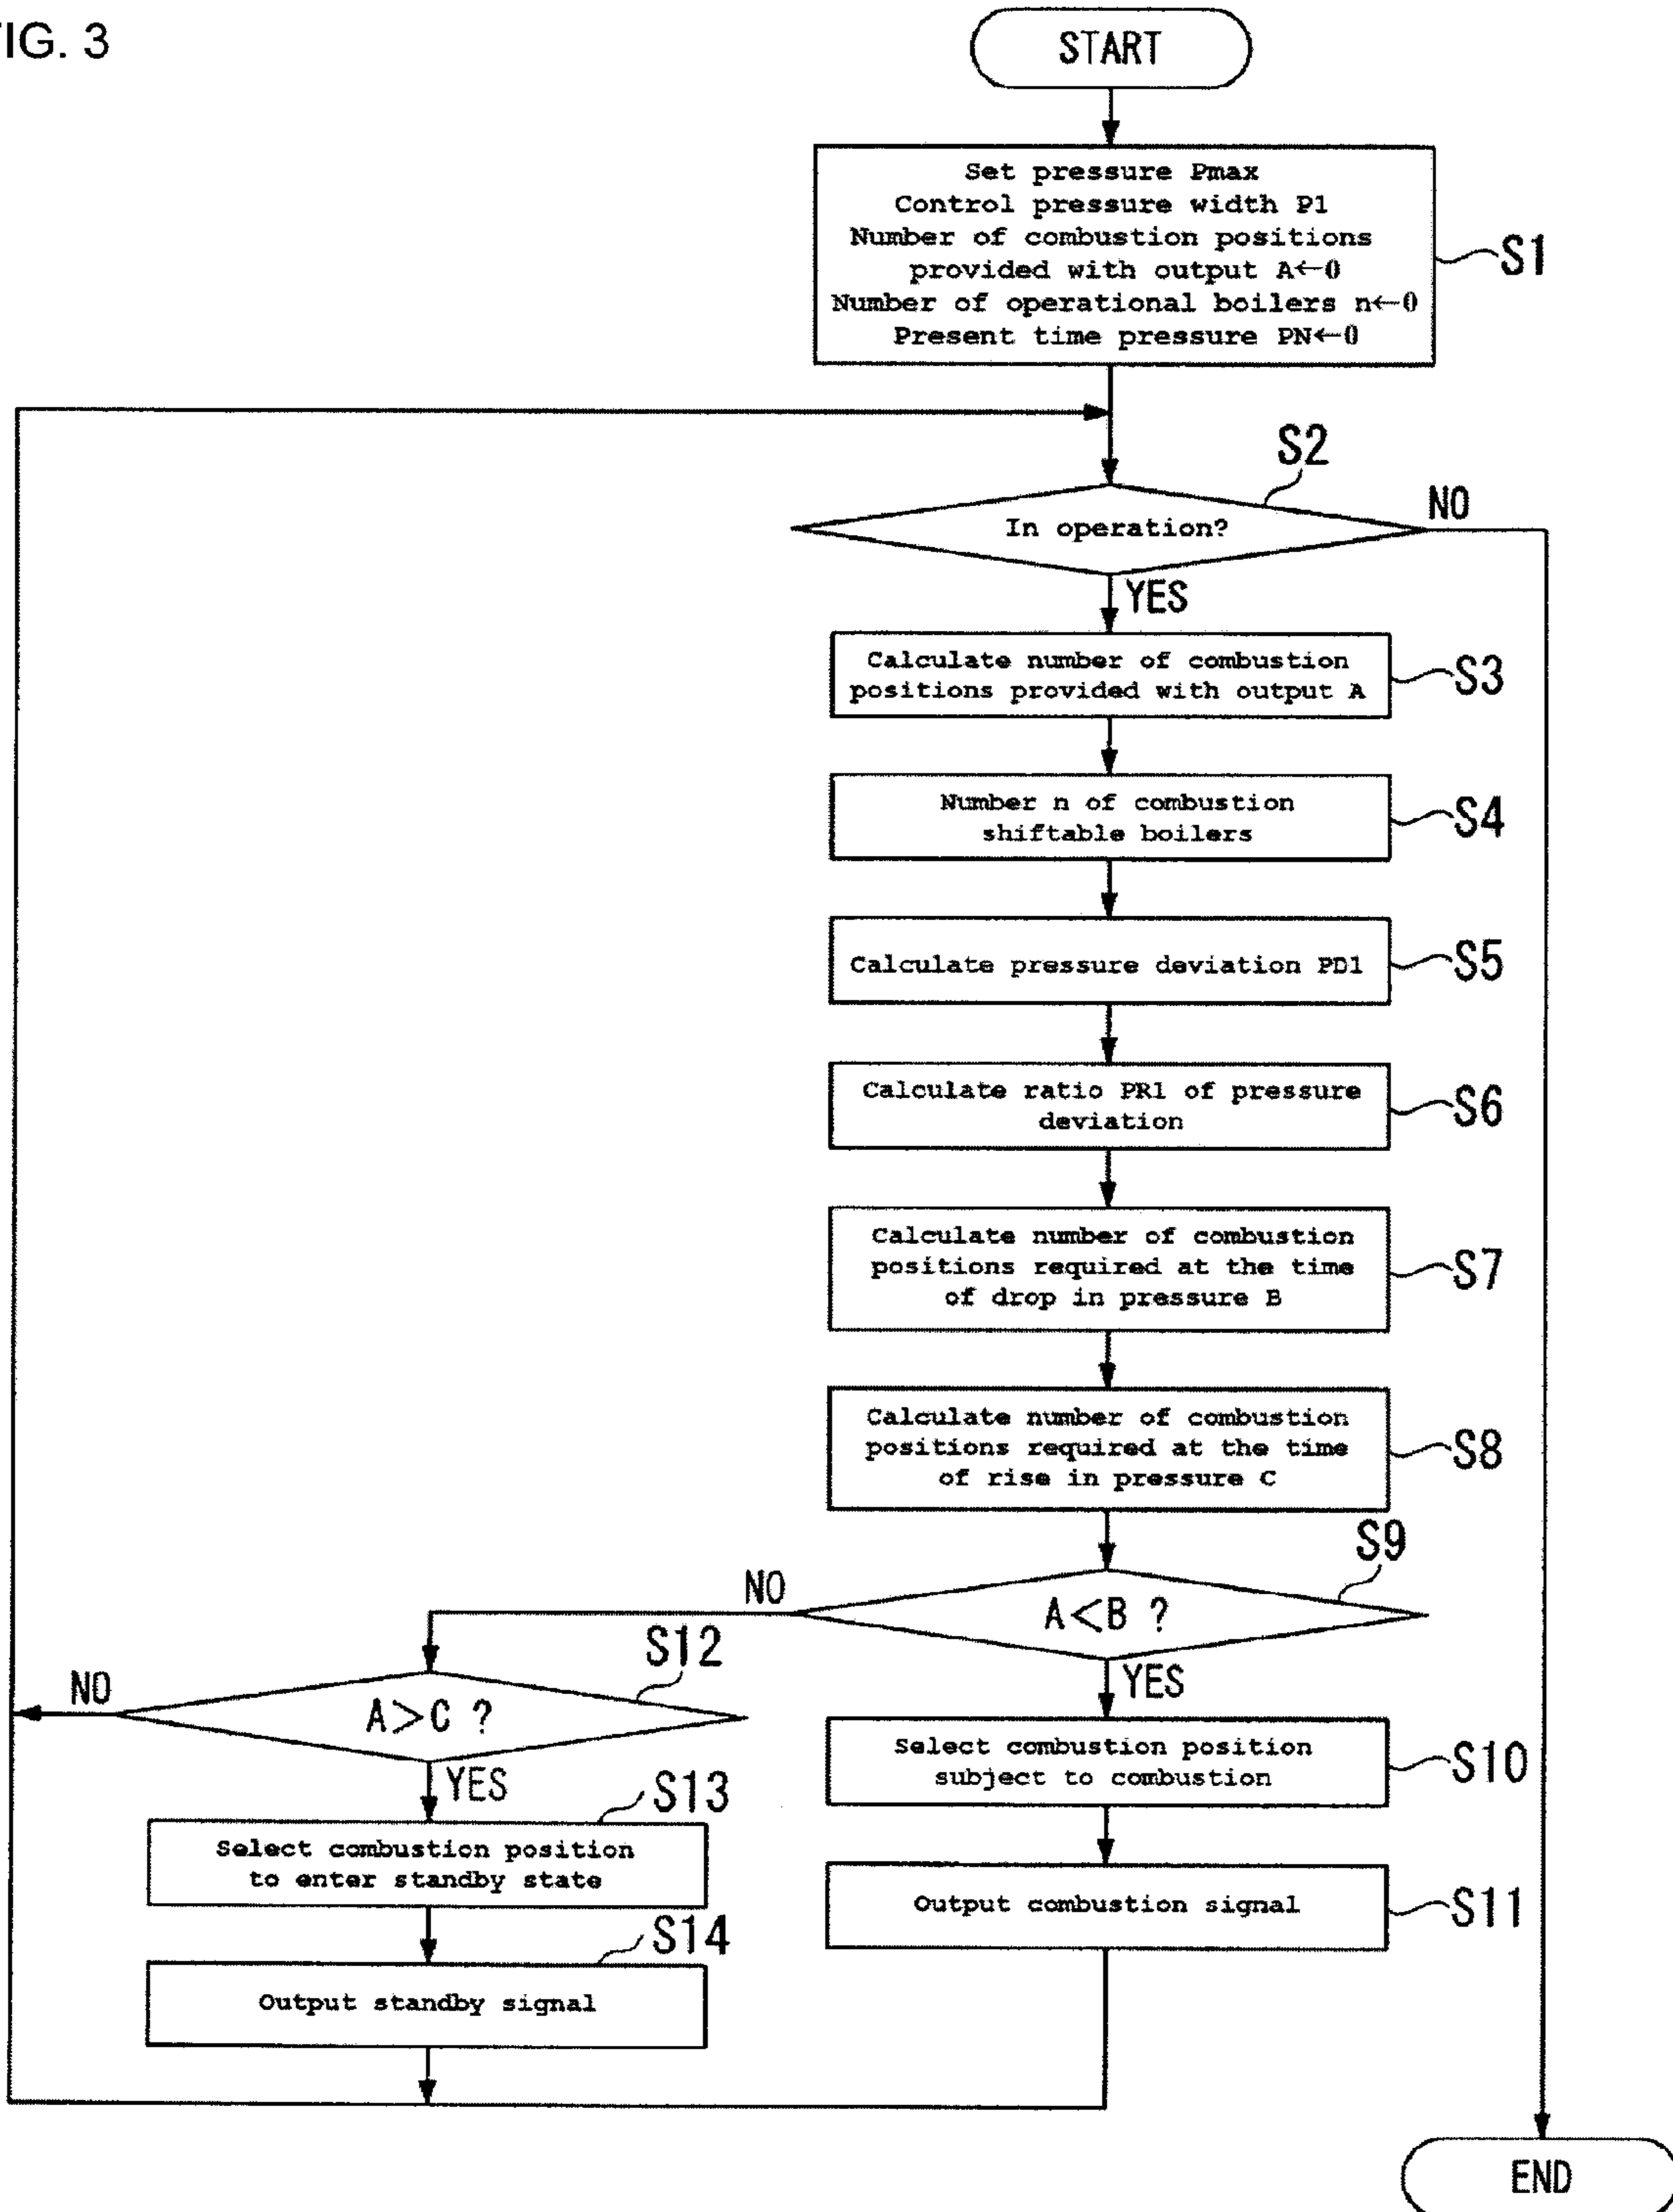 FIG. 3
START
Set pressure Pmax
Control pressure width P1
Number of combustion positions
provided with output A←0
Number of operational boilers n←0
Present time pressure PN←0
S1
S2
In operation?
NO
YES
Calculate number of combustion
positions provided with output A
S3
Number n of combustion
shiftable boilers
S4
Calculate pressure deviation PD1
S5
Calculate ratio PR1 of pressure
deviation
S6
Calculate number of combustion
positions required at the time
of drop in pressure B
S7
Calculate number of combustion
positions required at the time
of rise in pressure C
S8
S9
A<B ?
NO
YES
S12
A>C ?
NO
YES
Select combustion position
subject to combustion
S10
S13
Select combustion position
to enter standby state
Output combustion signal
S11
S14
Output standby signal
END